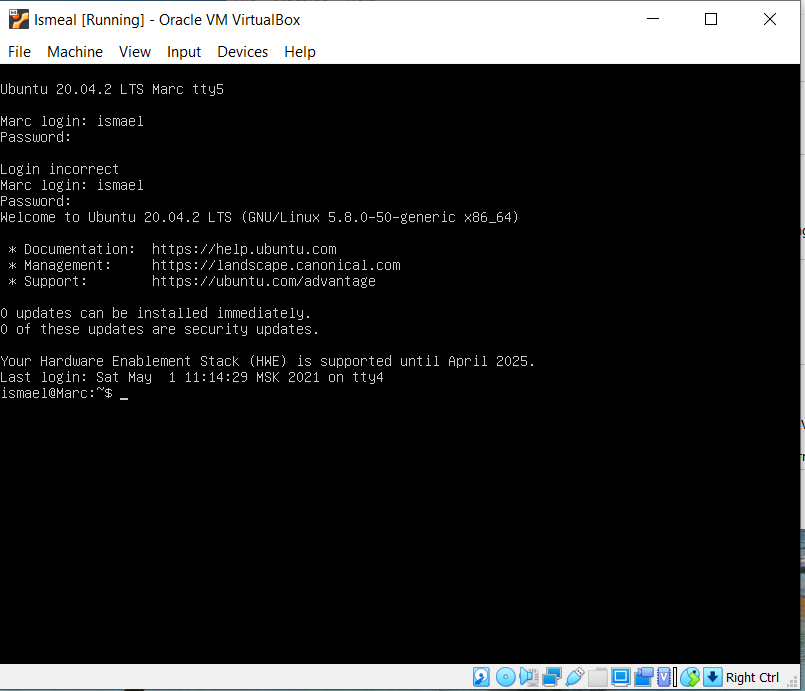 Ismeal [Running] - Oracle VM VirtualBox
File Machine View Input Devices Help
Ubuntu 20.04.2 LTS Marc tty5
Marc login: ismael
Password:
Login incorrect
Marc login: ismael
Password:
Welcome to Ubuntu 20.04.2 LTS (GNU/Linux 5.8.0-50-generic x86_64)
* Documentation: https://help.ubuntu.com
* Management: https://landscape.canonical.com
* Support: https://ubuntu.com/advantage
0 updates can be installed immediately.
0 of these updates are security updates.
Your Hardware Enablement Stack (HWE) is supported until April 2025.
Last login: Sat May 1 11:14:29 MSK 2021 on tty4
ismael@Marc:~$ _
Right Ctrl